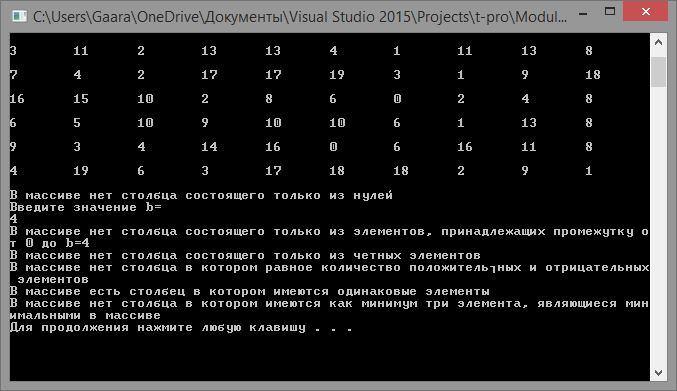 C:\Users\Gaara\OneDrive\Документы\Visual Studio 2015\Projects\t-pro\Modul...
3 11 2 13 13 4 1 11 13 8
7 4 2 17 17 19 3 1 9 18
16 15 10 2 8 6 0 2 4 8
6 5 10 9 10 10 6 1 13 8
9 3 4 14 16 0 6 16 11 8
4 19 6 3 17 18 18 2 9 1
В массиве нет столбца состоящего только из нулей
Введите значение b=
4
В массиве нет столбца состоящего только из элементов, принадлежащих промежутку о
т 0 до b=4
В массиве нет столбца состоящего только из четных элементов
В массиве нет столбца в котором равное количество положитель┐ных и отрицательных
элементов
В массиве есть столбец в котором имеются одинаковые элементы
В массиве нет столбца в котором имеются как минимум три элемента, являющиеся мин
имальными в массиве
Для продолжения нажмите любую клавишу . . .